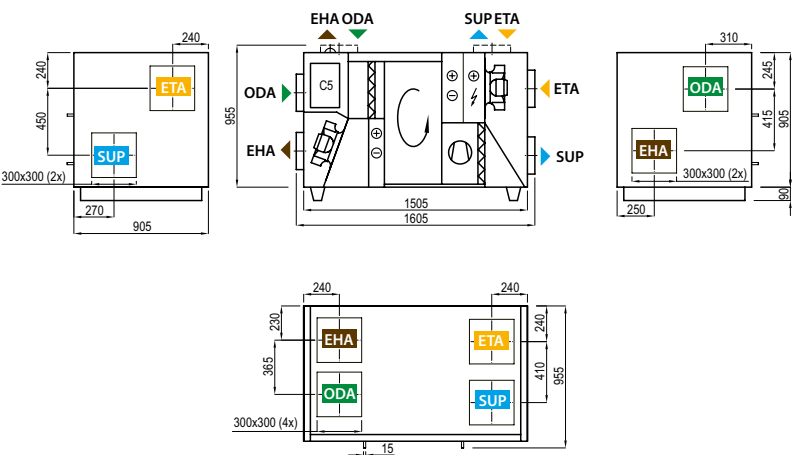 240
240
ETA
450
SUP
300x300 (2x)
270
905
EHA ODA
SUP ETA
955
ODA
C5
ETA
EHA
SUP
1505
1605
310
245
ODA
415
905
EHA
300x300 (2x)
250
90
240
240
230
EHA
ETA
240
365
410
955
ODA
SUP
300x300 (4x)
15